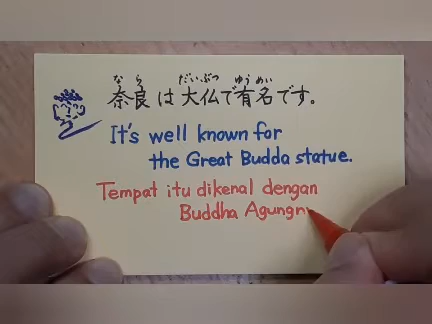 なら だいぶつ ゆうめい
奈良は大仏で有名です。
It's well known for
the Great Budda statue.
Tempat itu dikenal dengan
Buddha Agungn